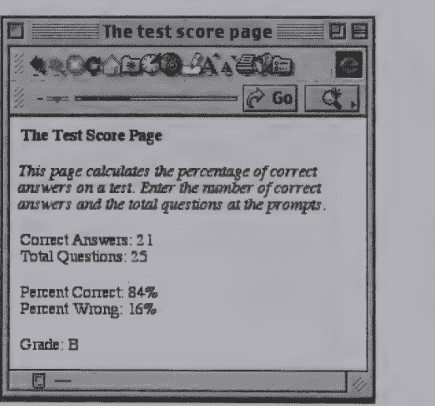 The test score page
Go
The Test Score Page
This page calculates the percentage of correct
answers on a test. Enter the number of correct
answers and the total questions at the prompts.
Correct Answers: 21
Total Questions: 25
Percent Correct: 84%
Percent Wrong: 16%
Grade: B